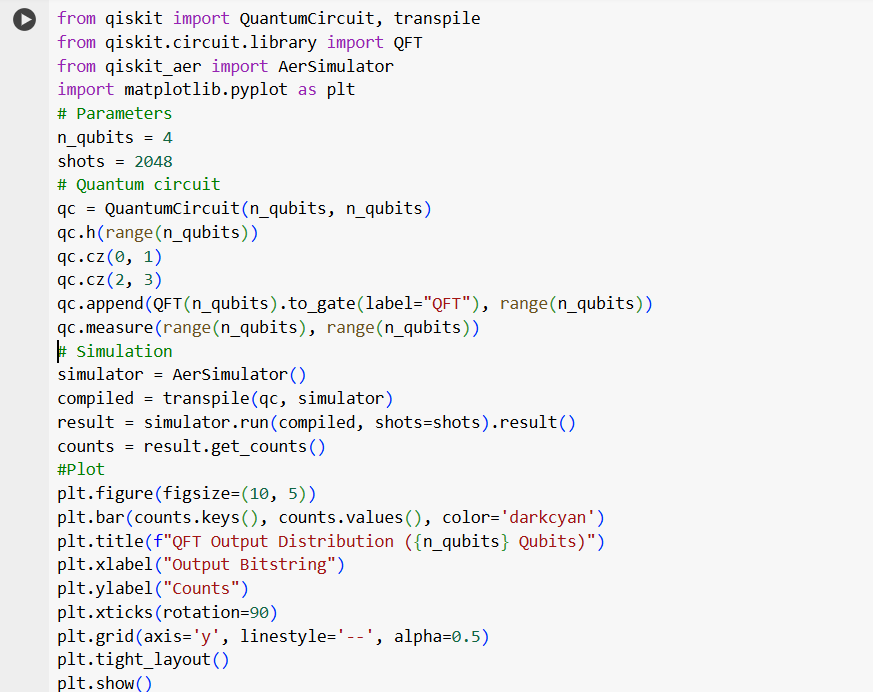 from qiskit import QuantumCircuit, transpile
from qiskit.circuit.library import QFT
from qiskit_aer import AerSimulator
import matplotlib.pyplot as plt
# Parameters
n_qubits = 4
shots = 2048
# Quantum circuit
qc = QuantumCircuit(n_qubits, n_qubits)
qc.h(range(n_qubits))
qc.cz(0, 1)
qc.cz(2, 3)
qc.append(QFT(n_qubits).to_gate(label="QFT"), range(n_qubits))
qc.measure(range(n_qubits), range(n_qubits))
# Simulation
simulator = AerSimulator()
compiled = transpile(qc, simulator)
result = simulator.run(compiled, shots=shots).result()
counts = result.get_counts()
#Plot
plt.figure(figsize=(10, 5))
plt.bar(counts.keys(), counts.values(), color='darkcyan')
plt.title(f"QFT Output Distribution ({n_qubits} Qubits)")
plt.xlabel("Output Bitstring")
plt.ylabel("Counts")
plt.xticks(rotation=90)
plt.grid(axis='y', linestyle='--', alpha=0.5)
plt.tight_layout()
plt.show()